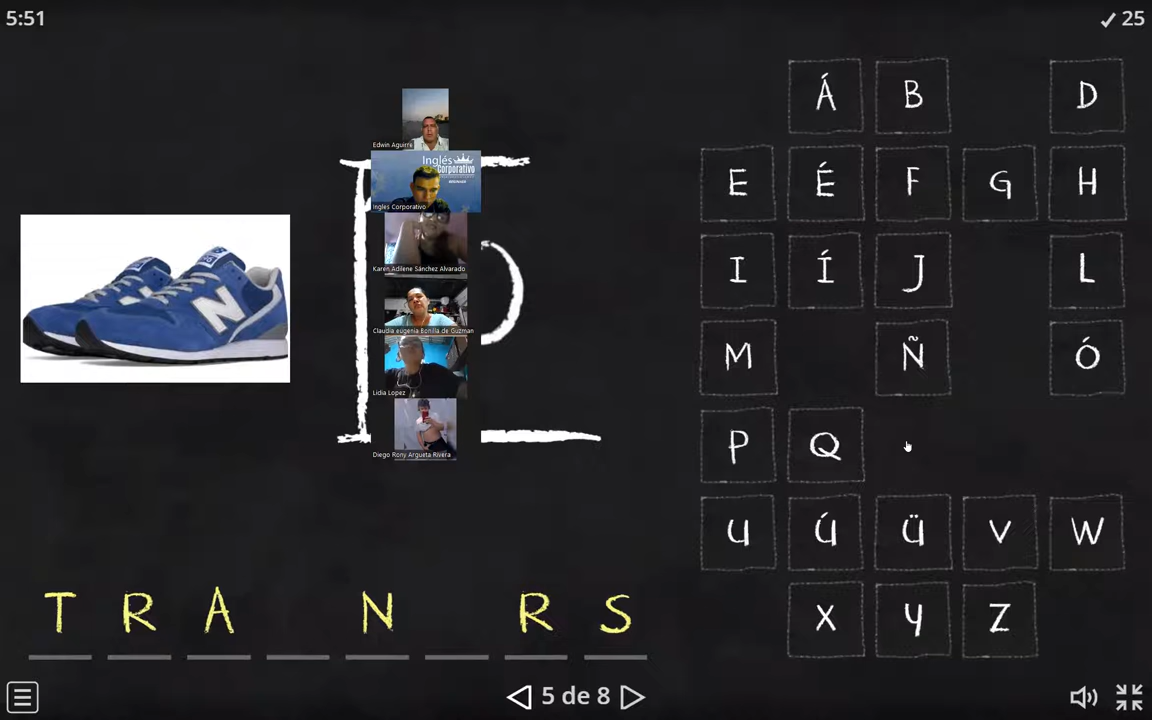 5:51
✓ 25
Á B D
E É F G H
I Í J L
M Ñ Ó
P Q
U Ú Ü V W
X Y Z
Edwin Aguirre
Inglés
Corporativo
Ingles Corporativo
Karen Adilene Sánchez Alvarado
Claudia eugenia Bonilla de Guzman
Lidia Lopez
Diego Rony Argueta Rivera
N
T R A _ N _ R S
5 de 8